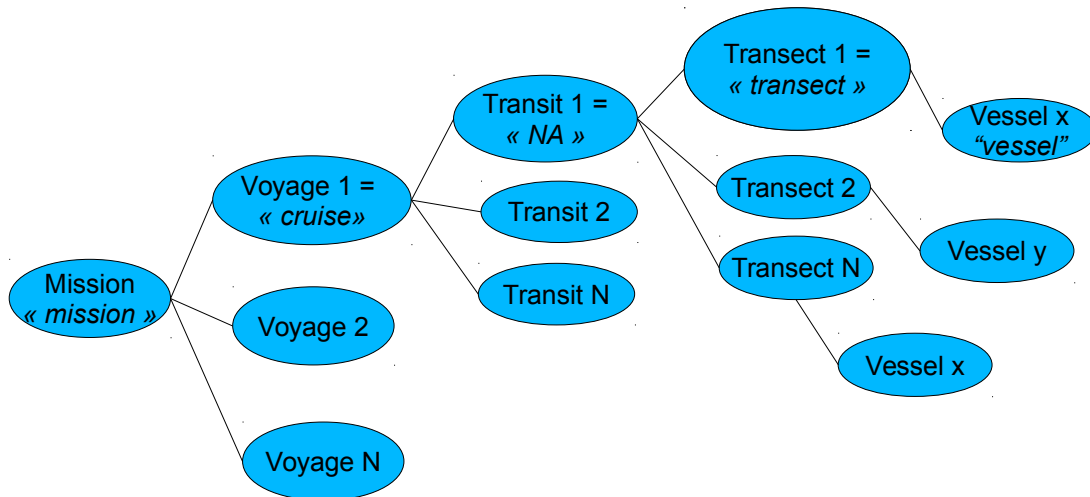 Mission
« mission »
Voyage 1 =
« cruise»
Voyage 2
Voyage N
Transit 1 =
« NA »
Transit 2
Transit N
Transect 1 =
« transect »
Transect 2
Transect N
Vessel x
“vessel”
Vessel y
Vessel x